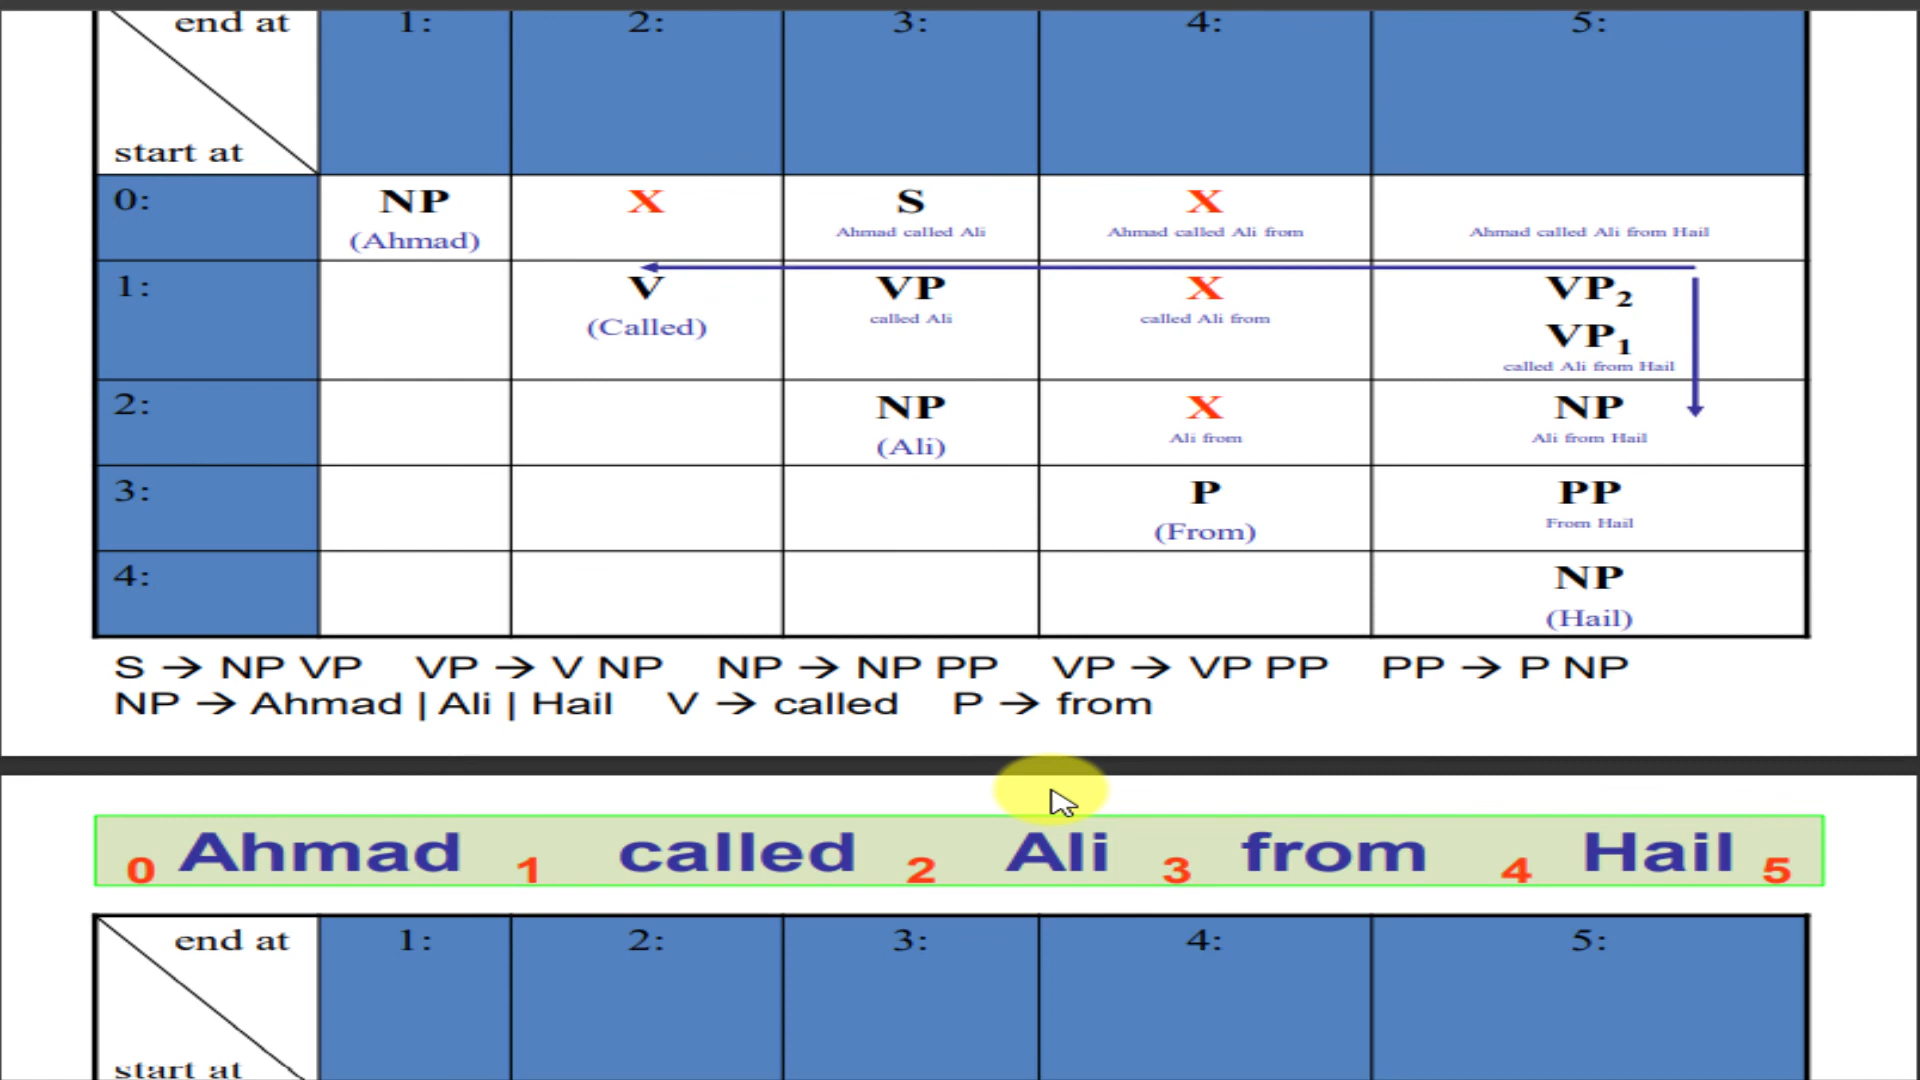 end at 1: 2: 3: 4: 5:
start at
0: NP X S X
(Ahmad) Ahmad called Ali Ahmad called Ali from Ahmad called Ali from Hail
1: V VP X VP2
(Called) called Ali called Ali from VP1
called Ali from Hail
2: NP X NP
(Ali) Ali from Ali from Hail
3: P PP
(From) From Hail
4: NP
(Hail)
S → NP VP VP → V NP NP → NP PP VP → VP PP PP → P NP
NP → Ahmad | Ali | Hail V → called P → from
0 Ahmad 1 called 2 Ali 3 from 4 Hail 5
end at 1: 2: 3: 4: 5:
start at